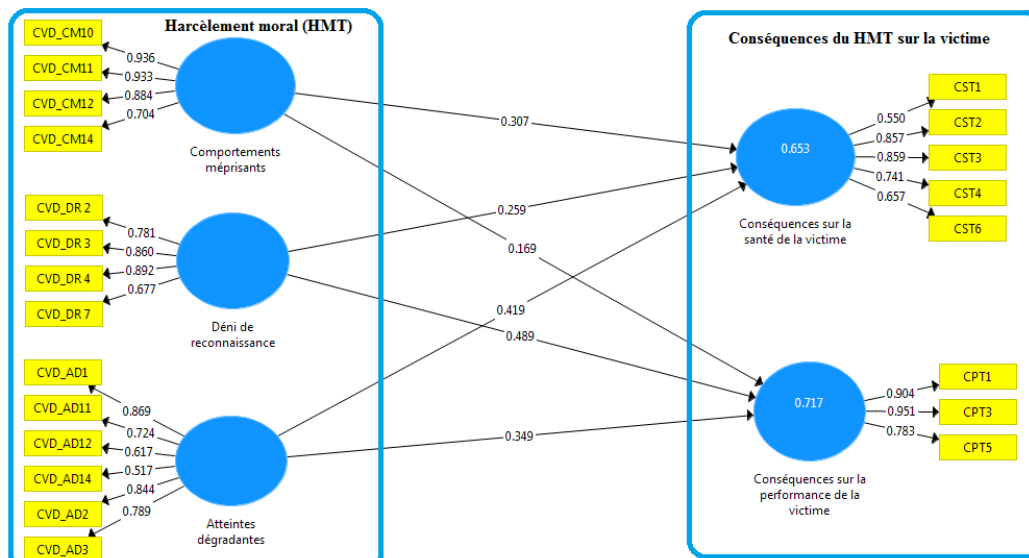 Harcèlement moral (HMT)
CVD_CM10
CVD_CM11
CVD_CM12
CVD_CM14
0.936
0.933
0.884
0.704
Comportements
méprisants
CVD_DR 2
CVD_DR 3
CVD_DR 4
CVD_DR 7
0.781
0.860
0.892
0.677
Déni de
reconnaissance
CVD_AD1
CVD_AD11
CVD_AD12
CVD_AD14
CVD_AD2
CVD_AD3
0.869
0.724
0.617
0.517
0.844
0.789
Atteintes
dégradantes
0.307
0.259
0.169
0.419
0.489
0.349
Conséquences du HMT sur la victime
0.653
Conséquences sur la
santé de la victime
0.550
0.857
0.859
0.741
0.657
CST1
CST2
CST3
CST4
CST6
0.717
Conséquences sur la
performance de la
victime
0.904
0.951
0.783
CPT1
CPT3
CPT5